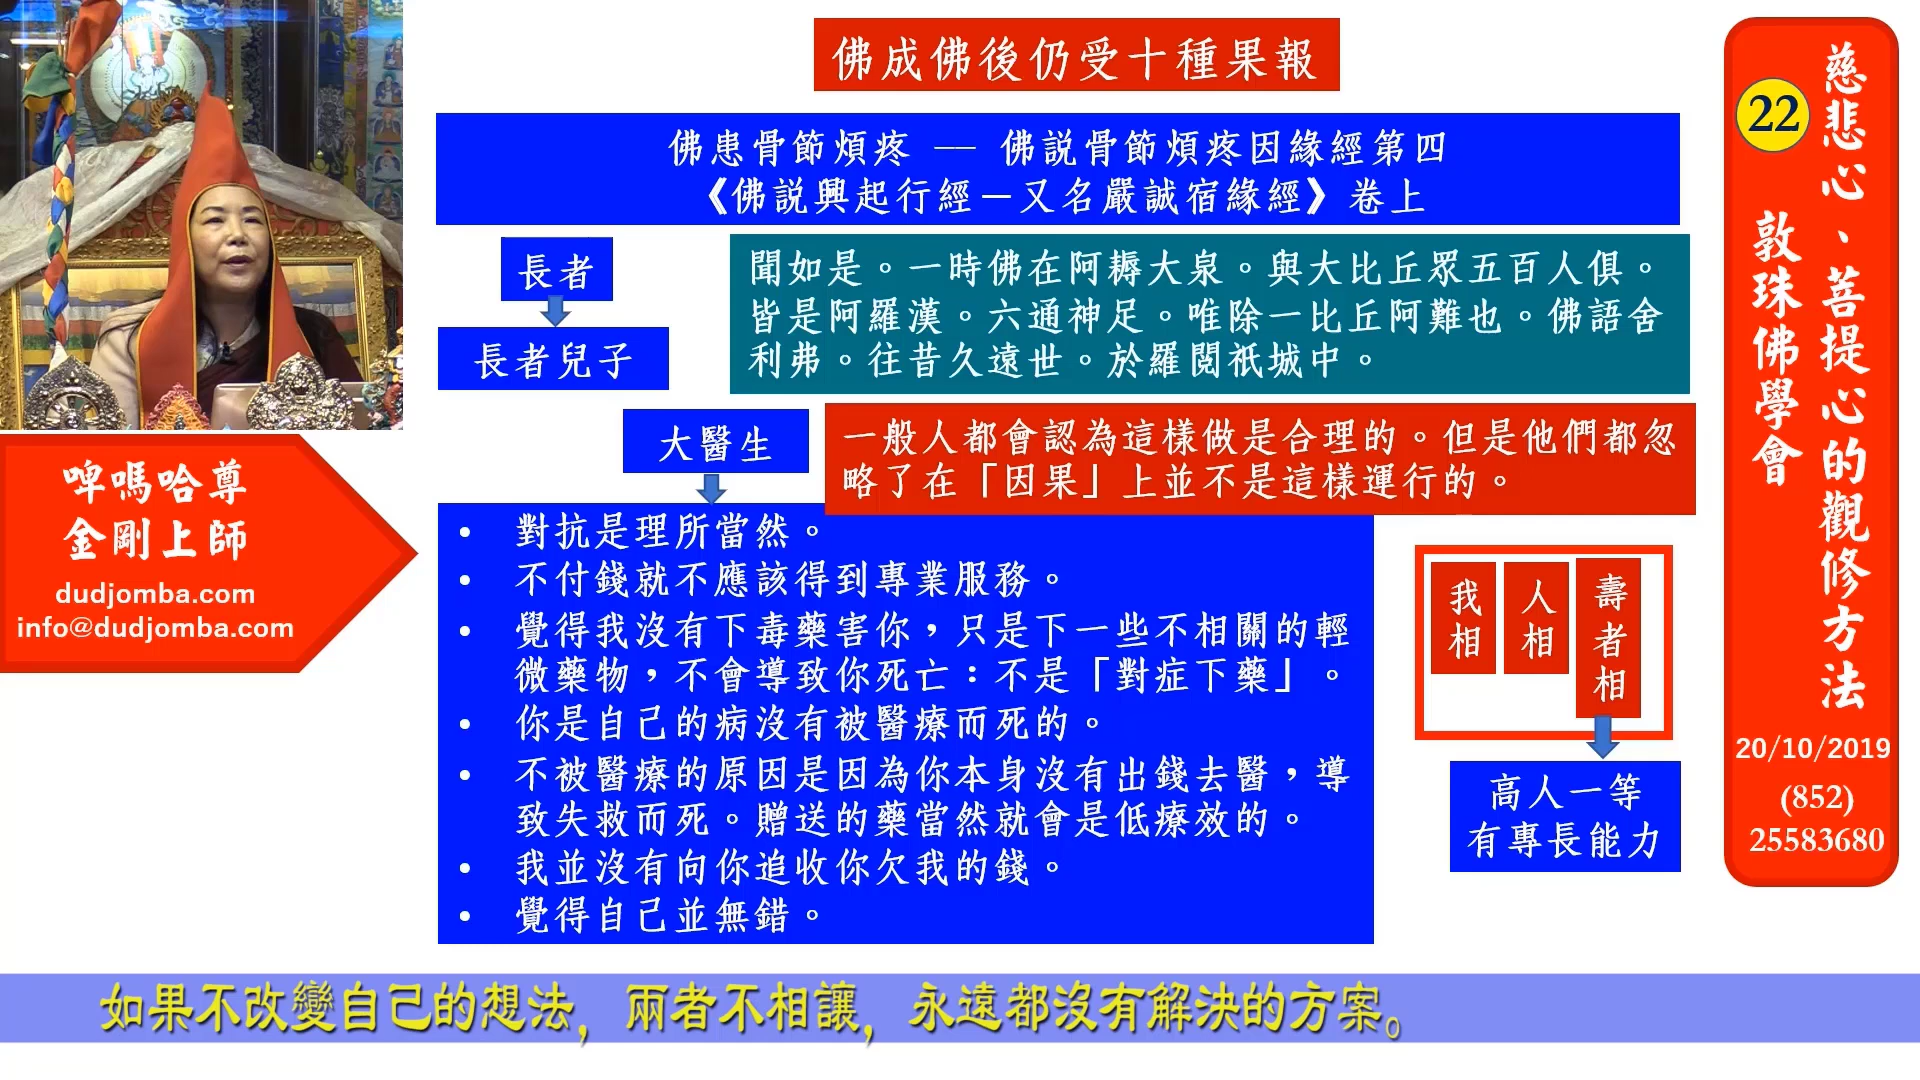 佛成佛後仍受十種果報
佛患骨節煩疼 —— 佛説骨節煩疼因緣經第四
《佛説興起行經－又名嚴誠宿緣經》卷上
長者
長者兒子
聞如是。一時佛在阿耨大泉。與大比丘眾五百人俱。
皆是阿羅漢。六通神足。唯除一比丘阿難也。佛語舍
利弗。往昔久遠世。於羅閱祇城中。
大醫生
一般人都會認為這樣做是合理的。但是他們都忽
略了在「因果」上並不是這樣運行的。
• 對抗是理所當然。
• 不付錢就不應該得到專業服務。
• 覺得我沒有下毒藥害你，只是下一些不相關的輕
微藥物，不會導致你死亡：不是「對症下藥」。
• 你是自己的病沒有被醫療而死的。
• 不被醫療的原因是因為你本身沒有出錢去醫，導
致失救而死。贈送的藥當然就會是低療效的。
• 我並沒有向你追收你欠我的錢。
• 覺得自己並無錯。
我相
人相
壽者相
高人一等
有專長能力
啤嗎哈尊
金剛上師
dudjomba.com
info@dudjomba.com
22
慈悲心、菩提心的觀修方法
敦珠佛學會
20/10/2019
(852)
25583680
如果不改變自己的想法，兩者不相讓，永遠都沒有解決的方案。